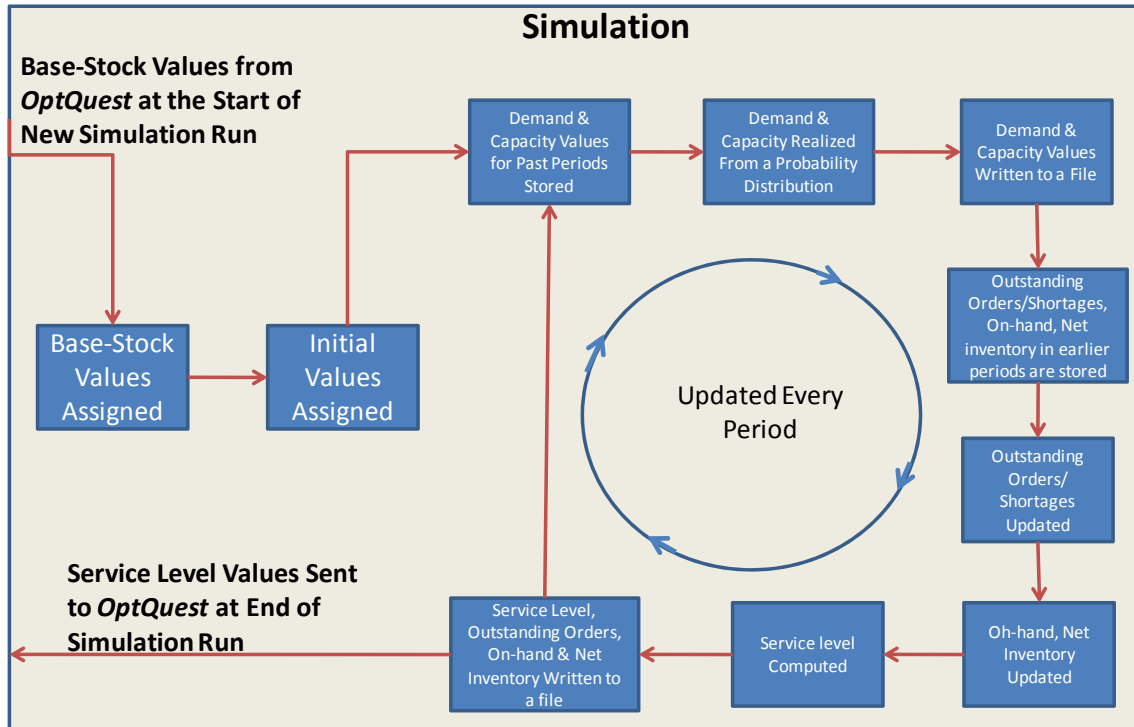 Simulation
Base-Stock Values from
OptQuest at the Start of
New Simulation Run
Demand &
Capacity Values
for Past Periods
Stored
Demand &
Capacity Realized
From a Probability
Distribution
Demand &
Capacity Values
Written to a File
Outstanding
Orders/Shortages,
On-hand, Net
inventory in earlier
periods are stored
Base-Stock
Values
Assigned
Initial
Values
Assigned
Updated Every
Period
Outstanding
Orders/
Shortages
Updated
Service Level Values Sent
to OptQuest at End of
Simulation Run
Service Level,
Outstanding Orders,
On-hand & Net
Inventory Written to
a file
Service level
Computed
Oh-hand, Net
Inventory
Updated